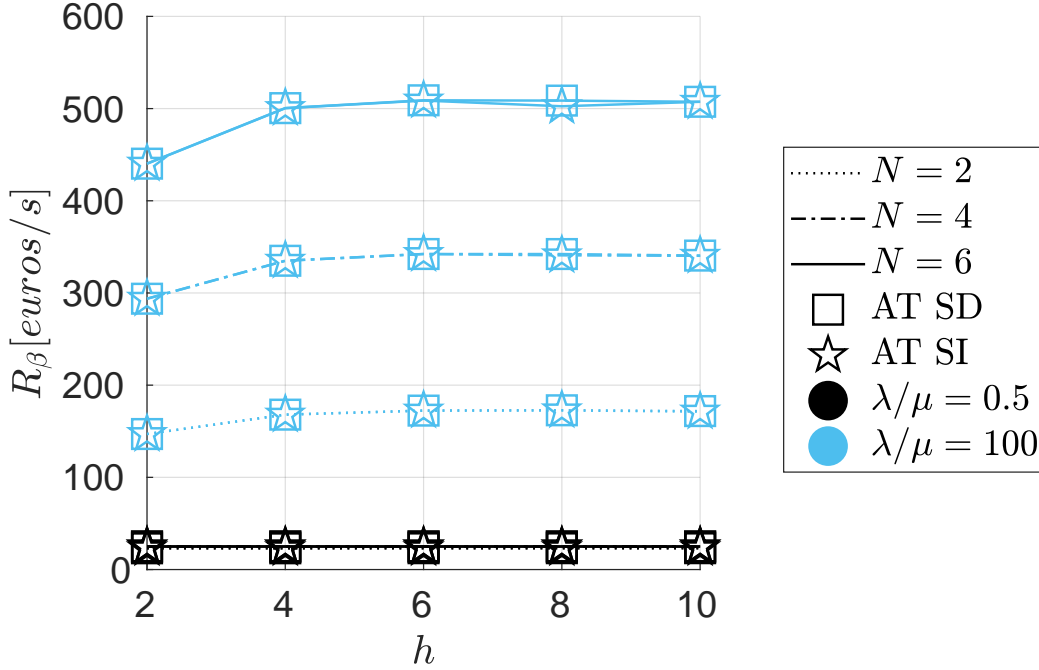 600
500
400
300
200
100
0
2 4 6 8 10
h
R_β[euros/s]
N = 2
N = 4
N = 6
AT SD
AT SI
λ/μ = 0.5
λ/μ = 100